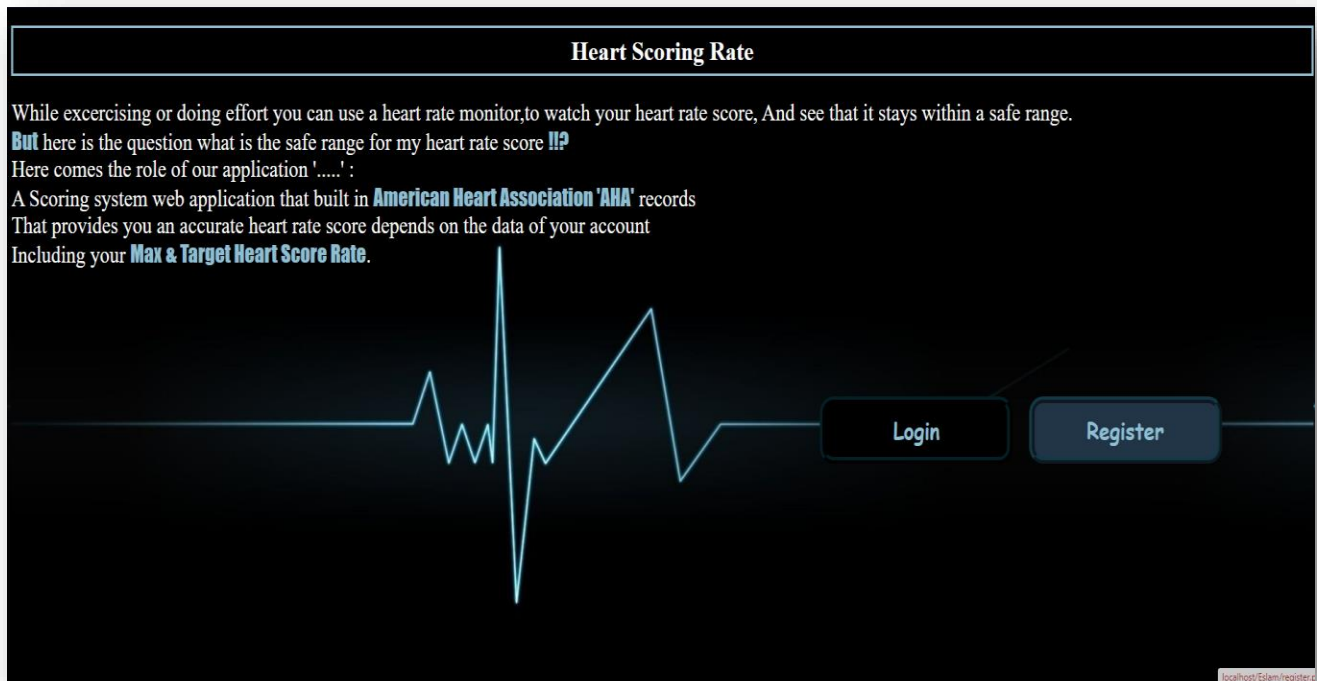 Heart Scoring Rate
While excercising or doing effort you can use a heart rate monitor,to watch your heart rate score, And see that it stays within a safe range.
But here is the question what is the safe range for my heart rate score !!?
Here comes the role of our application '.....' :
A Scoring system web application that built in American Heart Association 'AHA' records
That provides you an accurate heart rate score depends on the data of your account
Including your Max & Target Heart Score Rate.
Login
Register
localhost/Eslam/register.p